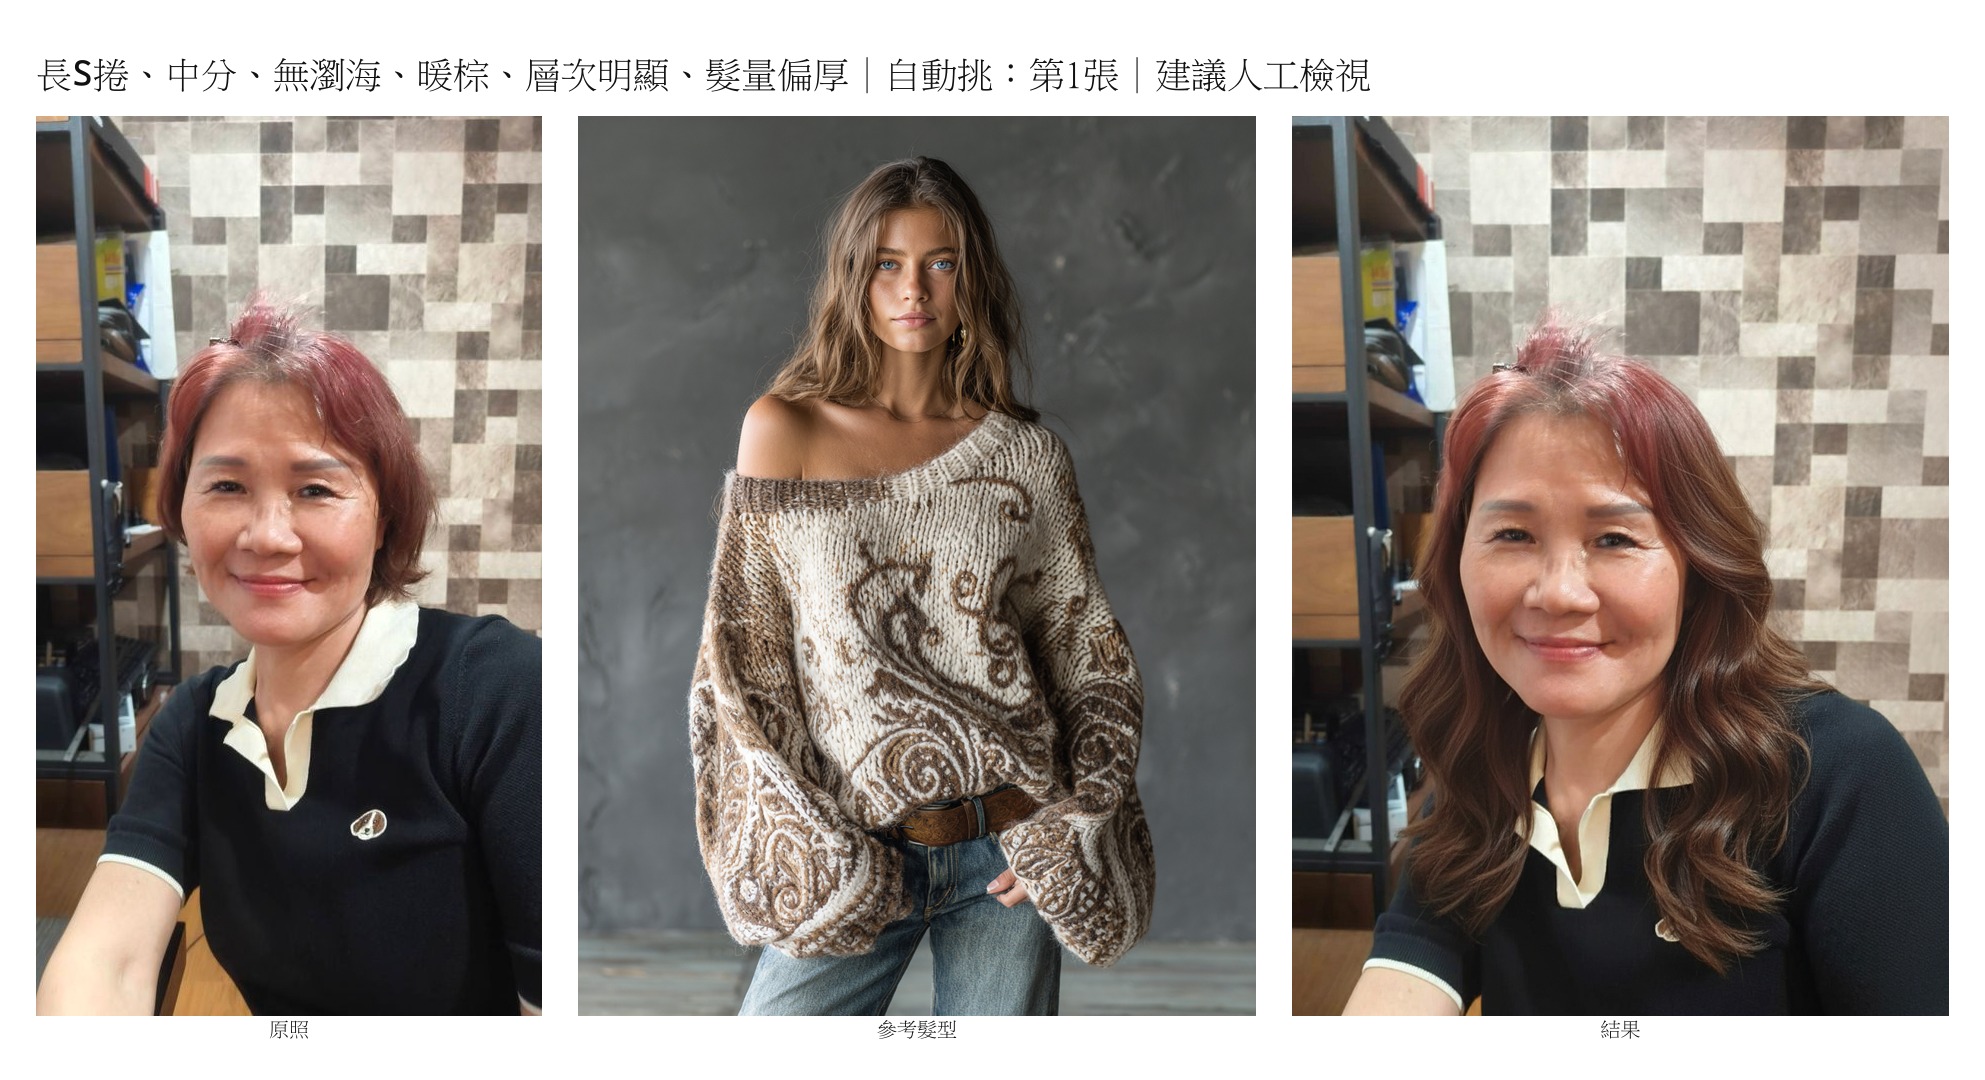 長S捲、中分、無瀏海、暖棕、層次明顯、髮量偏厚｜自動挑：第1張｜建議人工檢視
原照
參考髮型
結果